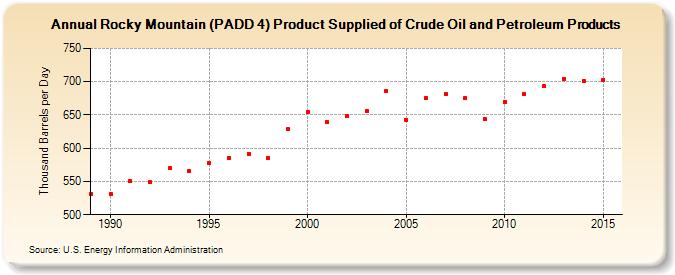 Annual Rocky Mountain (PADD 4) Product Supplied of Crude Oil and Petroleum Products
Thousand Barrels per Day
750
700
650
600
550
500
1990 1995 2000 2005 2010 2015
Source: U.S. Energy Information Administration